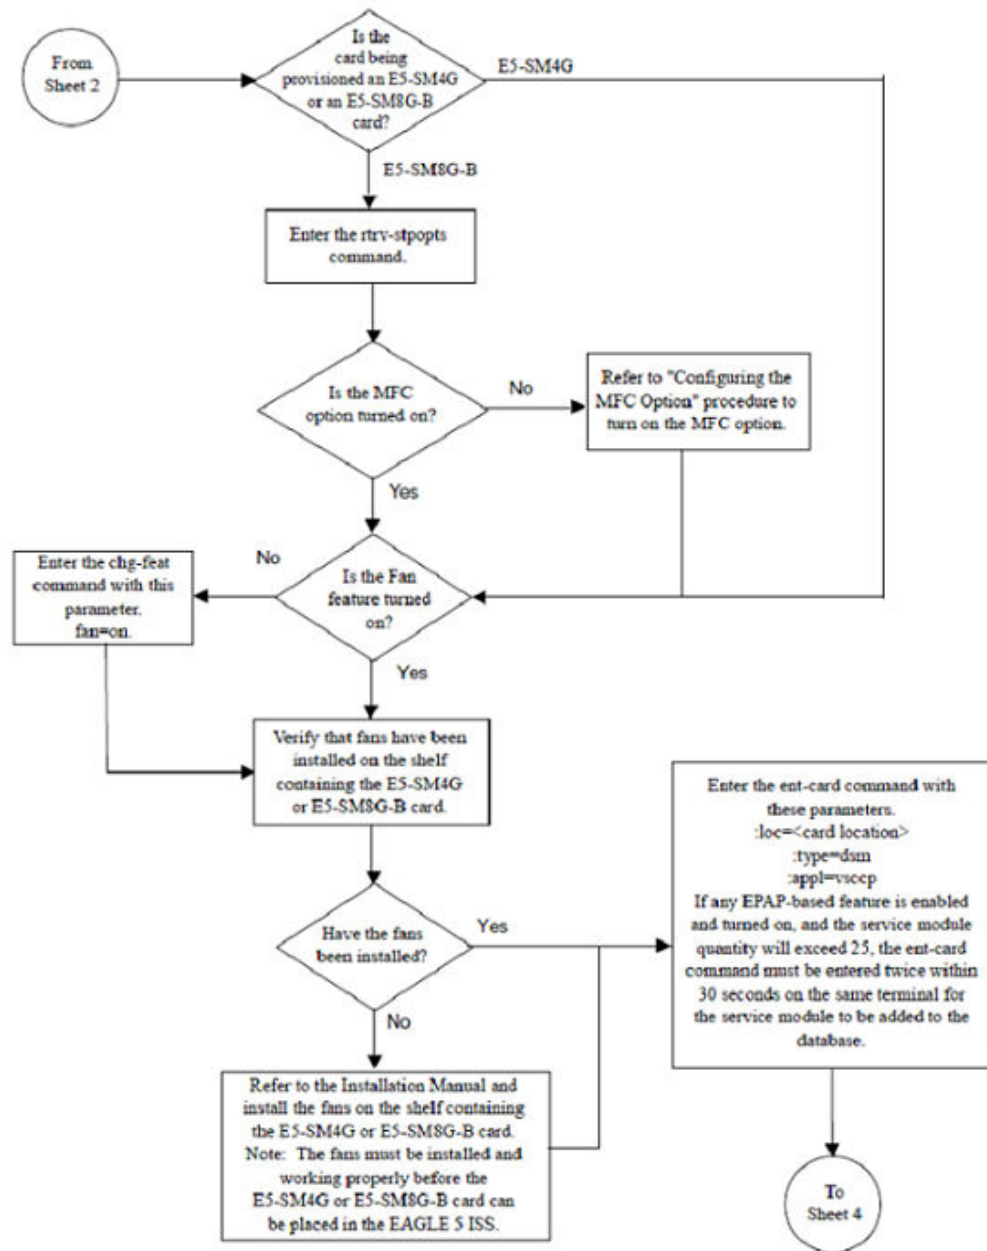 From
Sheet 2
Is the
card being
provisioned an E5-SM4G
or an E5-SM8G-B
card?
E5-SM4G
E5-SM8G-B
Enter the rtrv-stpopts
command.
Is the MFC
option turned on?
No
Refer to "Configuring the
MFC Option" procedure to
turn on the MFC option.
Yes
Is the Fan
feature turned
on?
No
Enter the chg-feat
command with this
parameter.
fan=on.
Yes
Verify that fans have been
installed on the shelf
containing the E5-SM4G
or E5-SM8G-B card.
Have the fans
been installed?
Yes
No
Refer to the Installation Manual and
install the fans on the shelf containing
the E5-SM4G or E5-SM8G-B card.
Note: The fans must be installed and
working properly before the
E5-SM4G or E5-SM8G-B card can
be placed in the EAGLE 5 ISS.
Enter the ent-card command with
these parameters.
:loc=<card location>
:type=dsm
:appl=vsccp
If any EPAP-based feature is enabled
and turned on, and the service module
quantity will exceed 25, the ent-card
command must be entered twice within
30 seconds on the same terminal for
the service module to be added to the
database.
To
Sheet 4